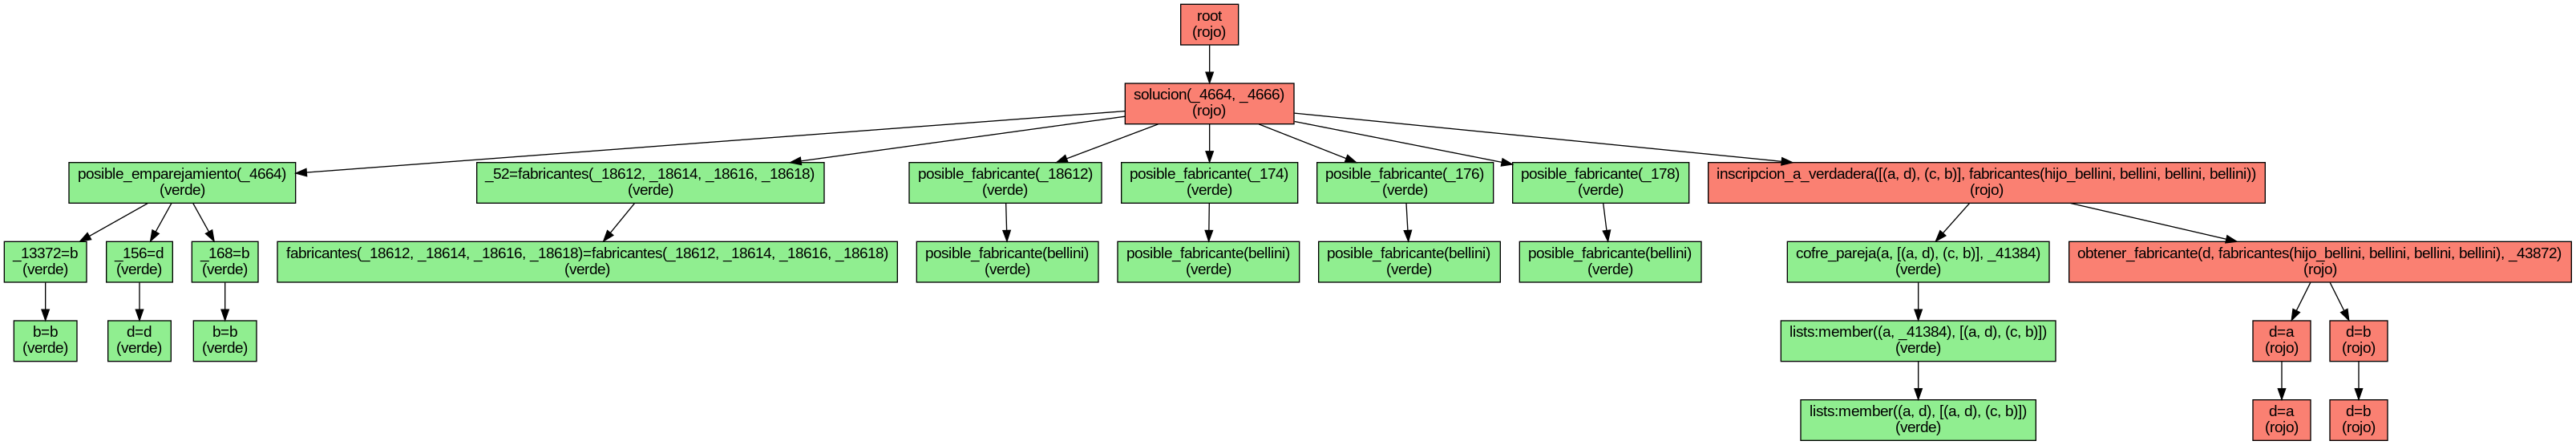 root
(rojo)
solucion(_4664, _4666)
(rojo)
posible_emparejamiento(_4664)
(verde)
_52=fabricantes(_18612, _18614, _18616, _18618)
(verde)
posible_fabricante(_18612)
(verde)
posible_fabricante(_174)
(verde)
posible_fabricante(_176)
(verde)
posible_fabricante(_178)
(verde)
inscripcion_a_verdadera([(a, d), (c, b)], fabricantes(hijo_bellini, bellini, bellini, bellini))
(rojo)
_13372=b
(verde)
_156=d
(verde)
_168=b
(verde)
fabricantes(_18612, _18614, _18616, _18618)=fabricantes(_18612, _18614, _18616, _18618)
(verde)
posible_fabricante(bellini)
(verde)
posible_fabricante(bellini)
(verde)
posible_fabricante(bellini)
(verde)
posible_fabricante(bellini)
(verde)
cofre_pareja(a, [(a, d), (c, b)], _41384)
(verde)
obtener_fabricante(d, fabricantes(hijo_bellini, bellini, bellini, bellini), _43872)
(rojo)
b=b
(verde)
d=d
(verde)
b=b
(verde)
lists:member((a, _41384), [(a, d), (c, b)])
(verde)
d=a
(rojo)
d=b
(rojo)
lists:member((a, d), [(a, d), (c, b)])
(verde)
d=a
(rojo)
d=b
(rojo)